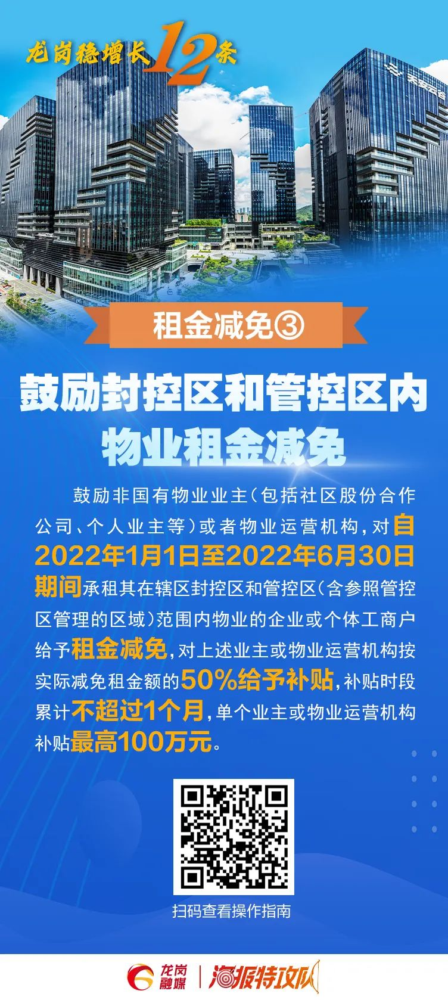 龙岗稳增长12条
天安云谷
租金减免③
鼓励封控区和管控区内
物业租金减免
鼓励非国有物业业主(包括社区股份合作
公司、个人业主等)或者物业运营机构,对自
2022年1月1日至2022年6月30日
期间承租其在辖区封控区和管控区(含参照管控
区管理的区域)范围内物业的企业或个体工商户
给予租金减免,对上述业主或物业运营机构按
实际减免租金额的50%给予补贴,补贴时段
累计不超过1个月,单个业主或物业运营机构
补贴最高100万元。
扫码查看操作指南
龙岗
融媒
海报特攻队